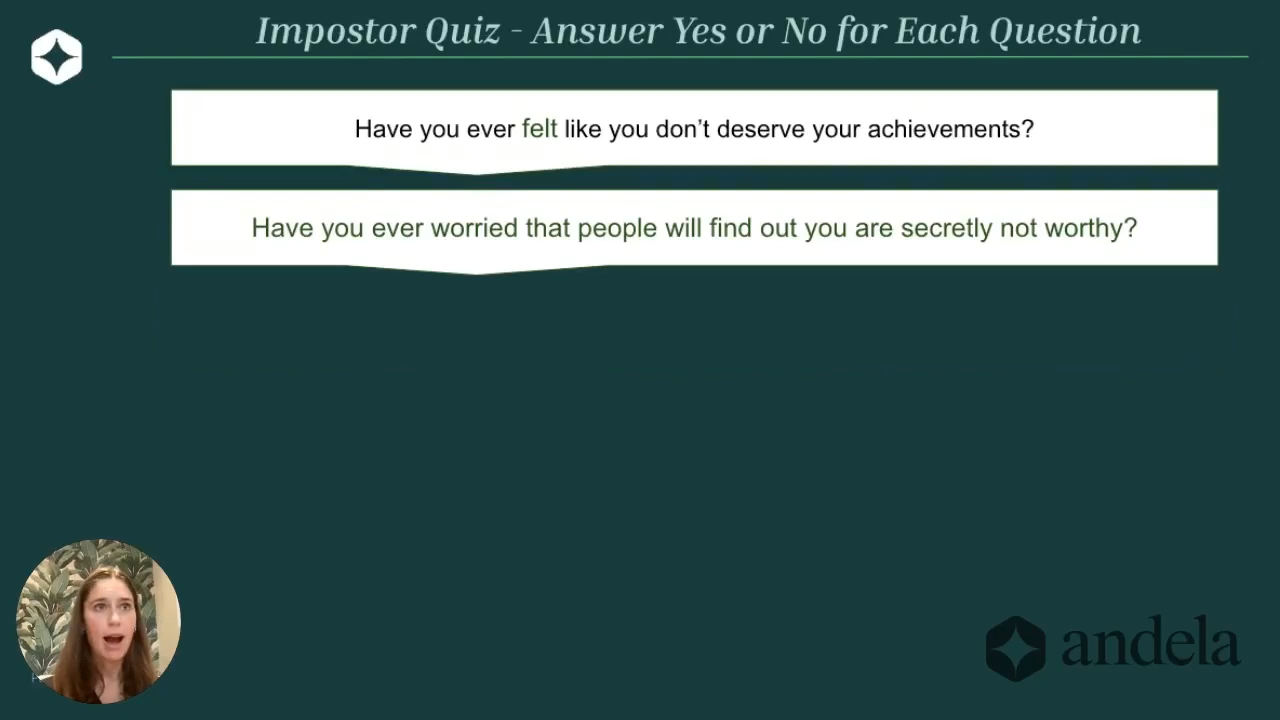 Impostor Quiz - Answer Yes or No for Each Question
Have you ever felt like you don’t deserve your achievements?
Have you ever worried that people will find out you are secretly not worthy?
andela